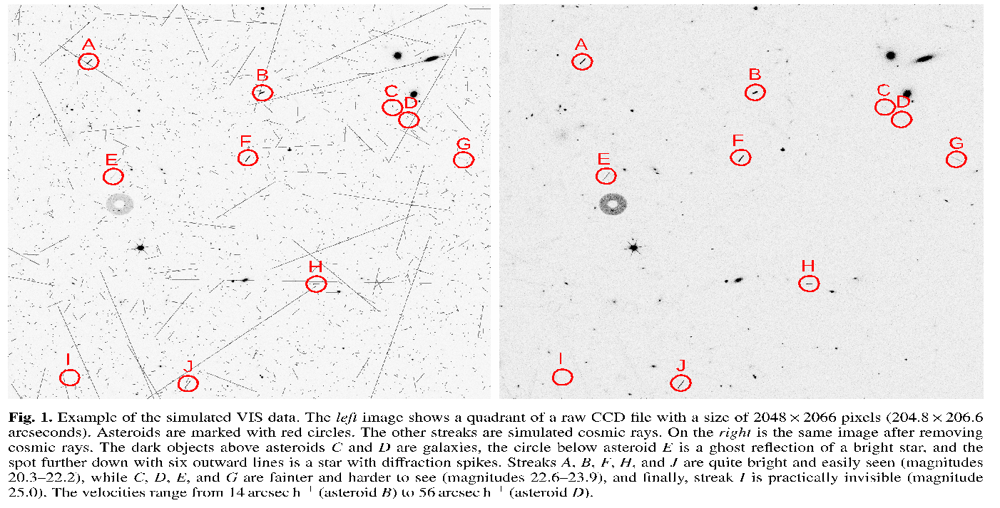 A
B
C
D
E
F
G
H
I
J
A
B
C
D
E
F
G
H
I
J
Fig. 1. Example of the simulated VIS data. The left image shows a quadrant of a raw CCD file with a size of 2048 × 2066 pixels (204.8 × 206.6
arcseconds). Asteroids are marked with red circles. The other streaks are simulated cosmic rays. On the right is the same image after removing
cosmic rays. The dark objects above asteroids C and D are galaxies, the circle below asteroid E is a ghost reflection of a bright star, and the
spot further down with six outward lines is a star with diffraction spikes. Streaks A, B, F, H, and J are quite bright and easily seen (magnitudes
20.3–22.2), while C, D, E, and G are fainter and harder to see (magnitudes 22.6–23.9), and finally, streak I is practically invisible (magnitude
25.0). The velocities range from 14 arcsec h⁻¹ (asteroid B) to 56 arcsec h⁻¹ (asteroid D).